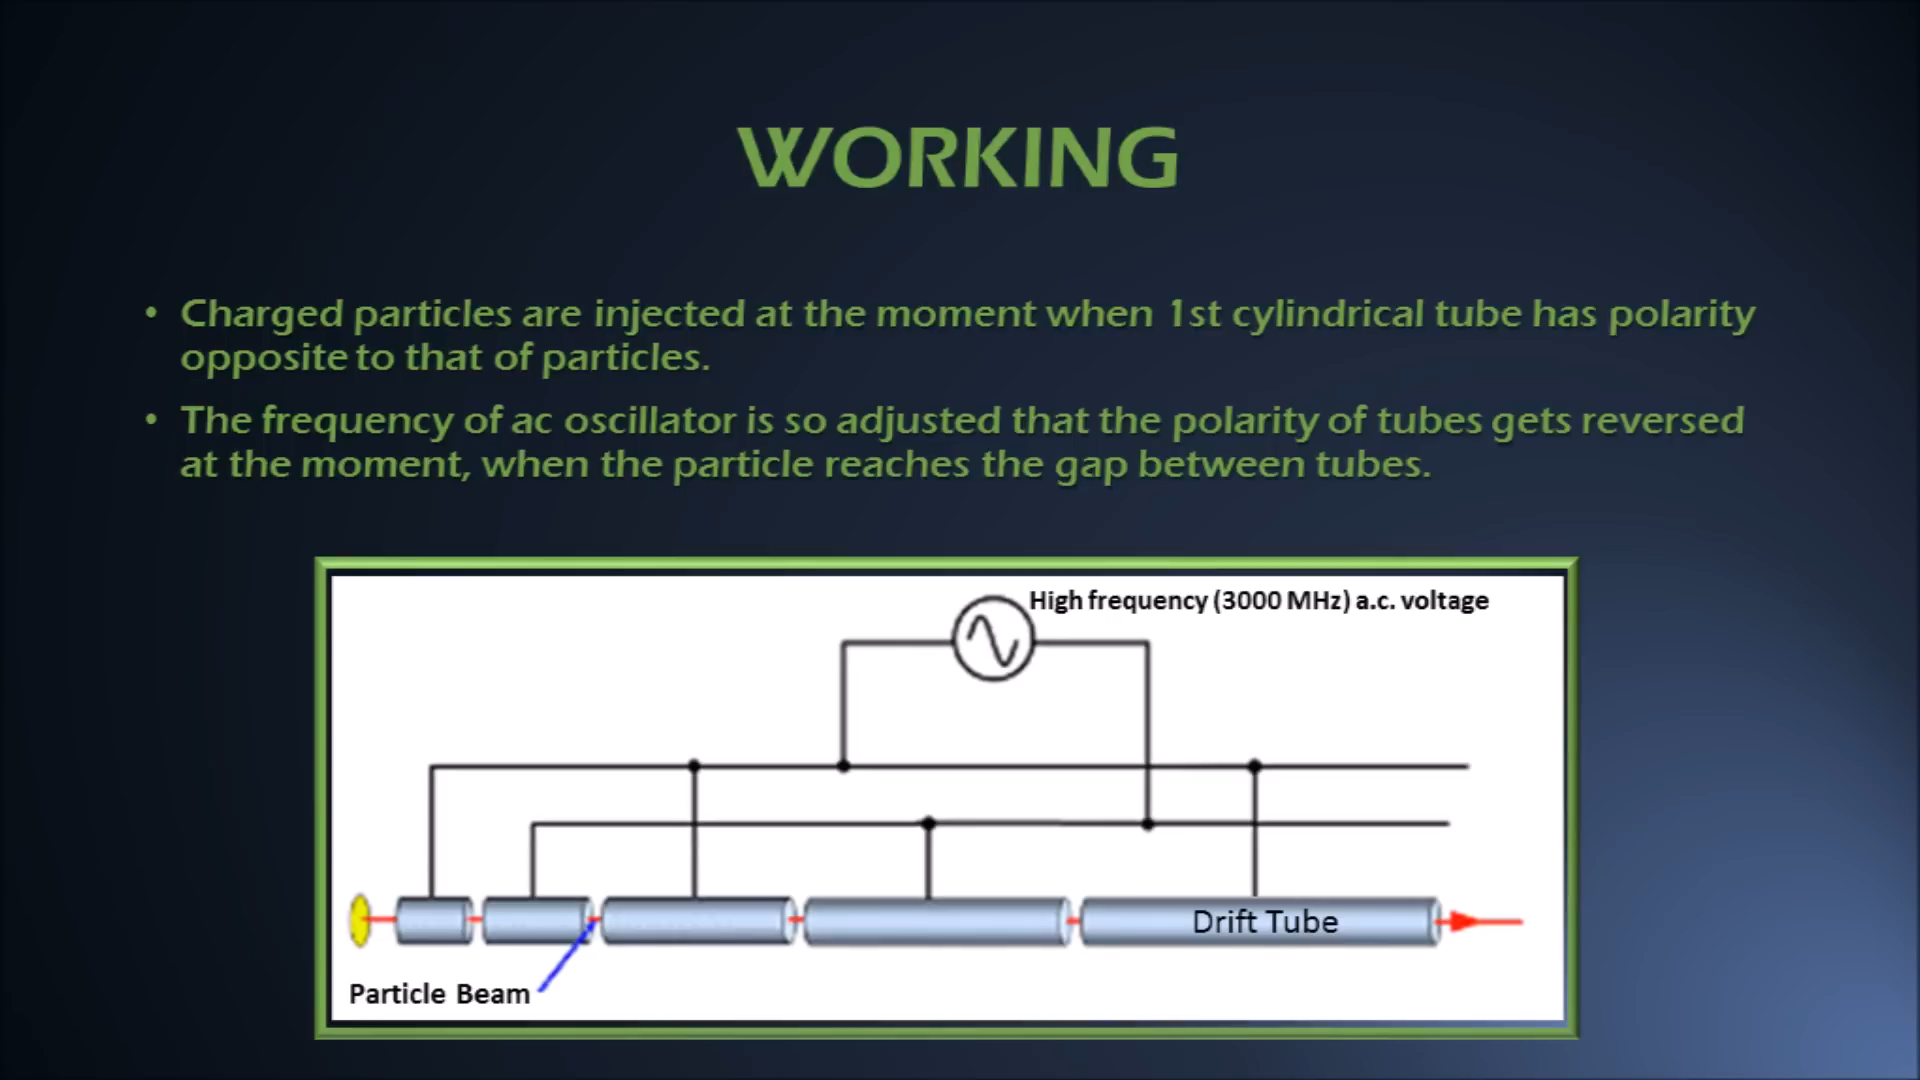 WORKING
• Charged particles are injected at the moment when 1st cylindrical tube has polarity
opposite to that of particles.
• The frequency of ac oscillator is so adjusted that the polarity of tubes gets reversed
at the moment, when the particle reaches the gap between tubes.
High frequency (3000 MHz) a.c. voltage
Drift Tube
Particle Beam